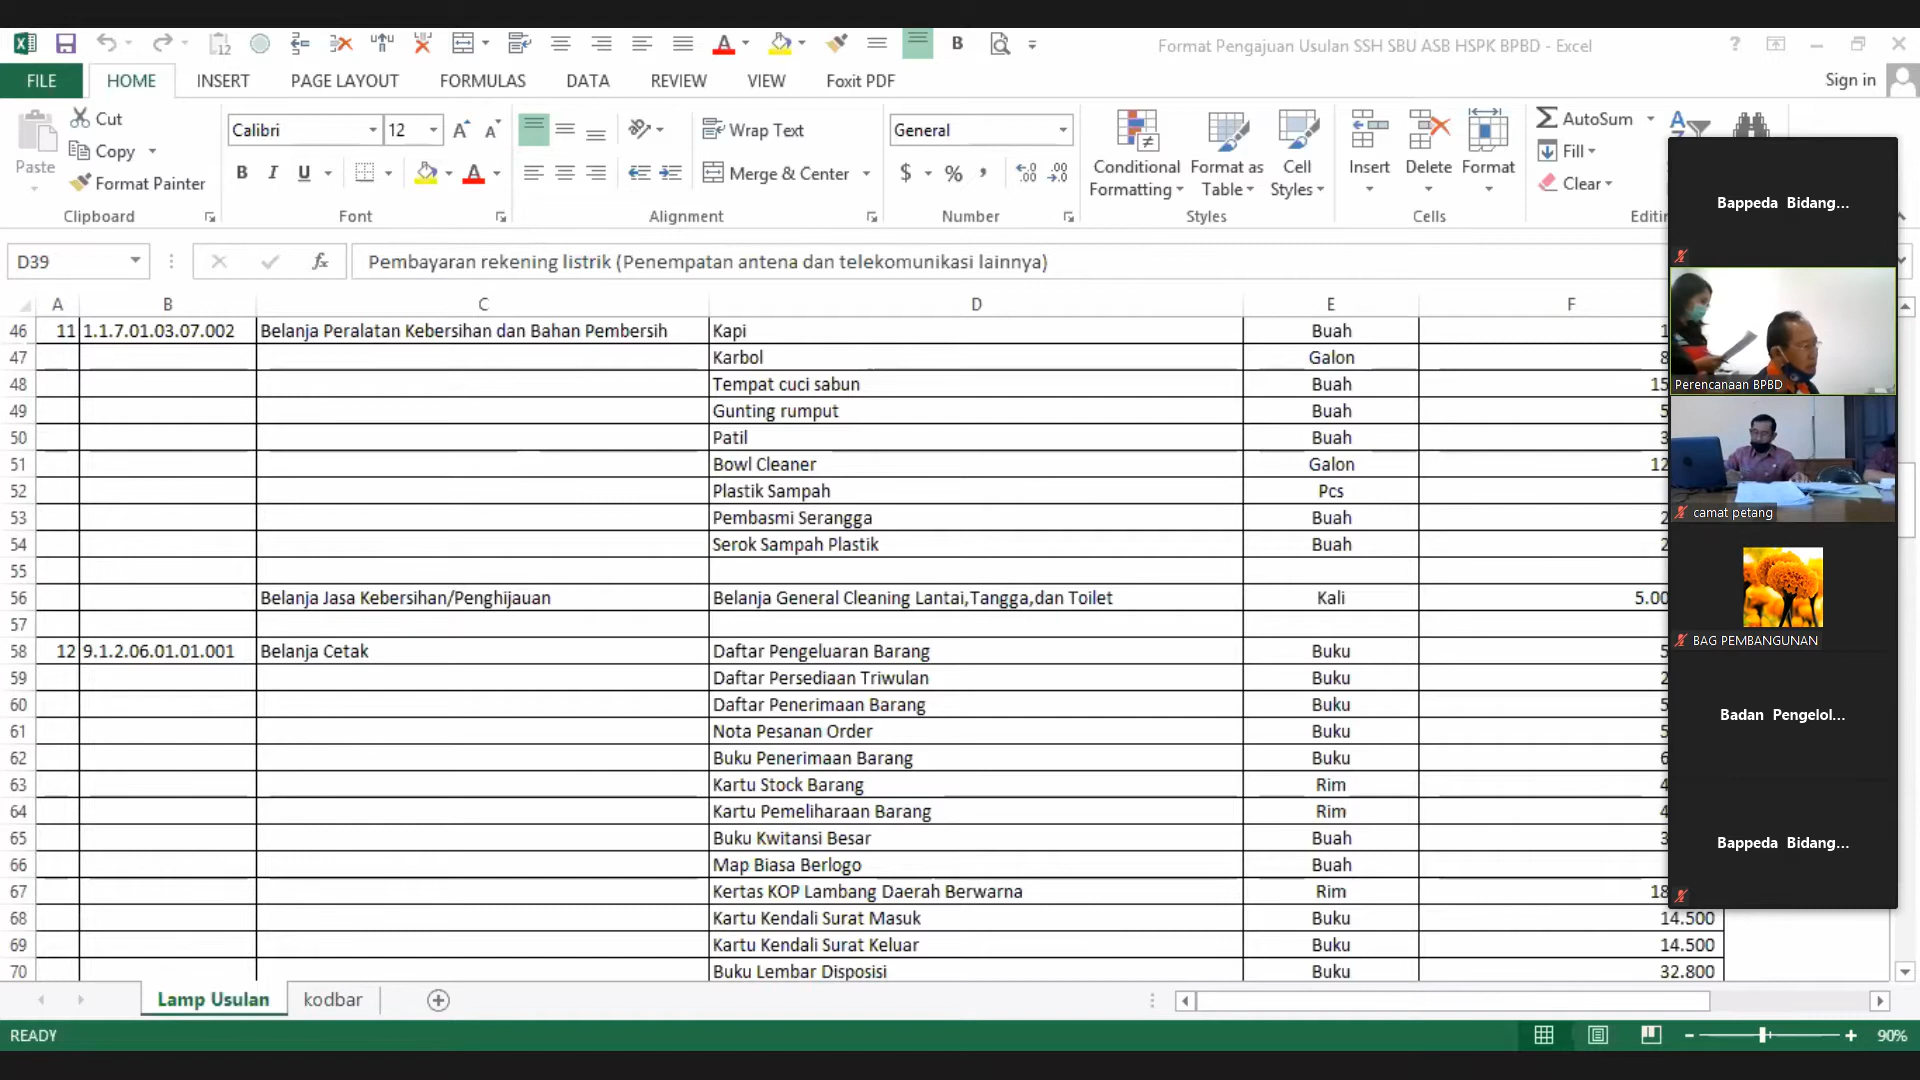 Format Pengajuan Usulan SSH SBU ASB HSPK BPBD - Excel
FILE HOME INSERT PAGE LAYOUT FORMULAS DATA REVIEW VIEW Foxit PDF Sign in
Paste Cut Copy Format Painter
Calibri 12
Wrap Text
Merge & Center
General
Conditional Formatting Format as Table Cell Styles
Insert Delete Format
AutoSum
Fill
Clear
Clipboard Font Alignment Number Styles Cells
D39 Pembayaran rekening listrik (Penempatan antena dan telekomunikasi lainnya)
A B C D E F
46 11 1.1.7.01.03.07.002 Belanja Peralatan Kebersihan dan Bahan Pembersih Kapi Buah
47 Karbol Galon
48 Tempat cuci sabun Buah
49 Gunting rumput Buah
50 Patil Buah
51 Bowl Cleaner Galon
52 Plastik Sampah Pcs
53 Pembasmi Serangga Buah
54 Serok Sampah Plastik Buah
55
56 Belanja Jasa Kebersihan/Penghijauan Belanja General Cleaning Lantai,Tangga,dan Toilet Kali 5.00
57
58 12 9.1.2.06.01.01.001 Belanja Cetak Daftar Pengeluaran Barang Buku
59 Daftar Persediaan Triwulan Buku
60 Daftar Penerimaan Barang Buku
61 Nota Pesanan Order Buku
62 Buku Penerimaan Barang Buku
63 Kartu Stock Barang Rim
64 Kartu Pemeliharaan Barang Rim
65 Buku Kwitansi Besar Buah
66 Map Biasa Berlogo Buah
67 Kertas KOP Lambang Daerah Berwarna Rim 18
68 Kartu Kendali Surat Masuk Buku 14.500
69 Kartu Kendali Surat Keluar Buku 14.500
70 Buku Lembar Disposisi Buku 32.800
Lamp Usulan kodbar
READY 90%
Bappeda Bidang...
Perencanaan BPBD
camat petang
BAG PEMBANGUNAN
Badan Pengelol...
Bappeda Bidang...